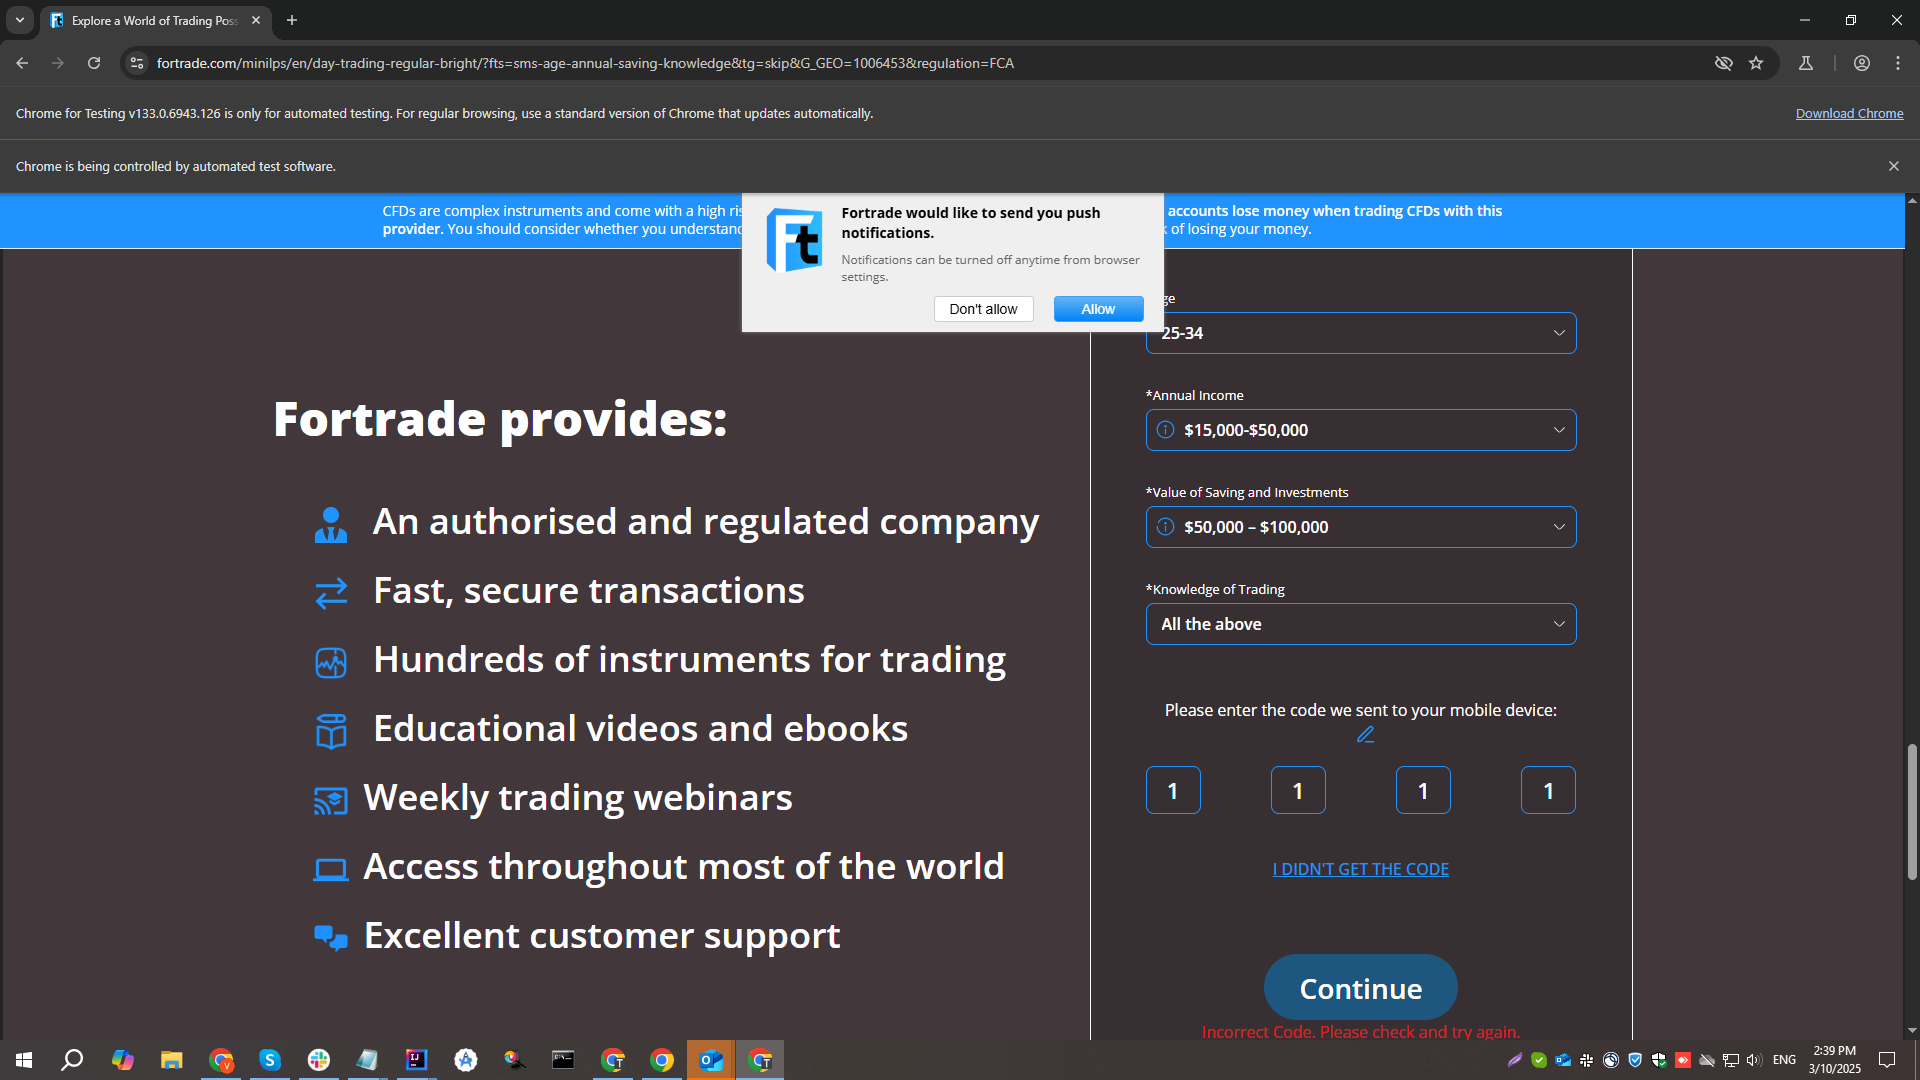 Explore a World of Trading Pos
fortrade.com/minilps/en/day-trading-regular-bright/?fts=sms-age-annual-saving-knowledge&tg=skip&G_GEO=1006453&regulation=FCA
Chrome for Testing v133.0.6943.126 is only for automated testing. For regular browsing, use a standard version of Chrome that updates automatically.
Download Chrome
Chrome is being controlled by automated test software.
CFDs are complex instruments and come with a high
accounts lose money when trading CFDs with this
provider. You should consider whether you
of losing your money.
Ft
Fortrade would like to send you push
notifications.
Notifications can be turned off anytime from browser
settings.
Don't allow
Allow
25-34
*Annual Income
$15,000-$50,000
*Value of Saving and Investments
$50,000 – $100,000
*Knowledge of Trading
All the above
Please enter the code we sent to your mobile device:
1 1 1 1
I DIDN'T GET THE CODE
Continue
Incorrect Code. Please check and try again.
Fortrade provides:
An authorised and regulated company
Fast, secure transactions
Hundreds of instruments for trading
Educational videos and ebooks
Weekly trading webinars
Access throughout most of the world
Excellent customer support
ENG
2:39 PM
3/10/2025